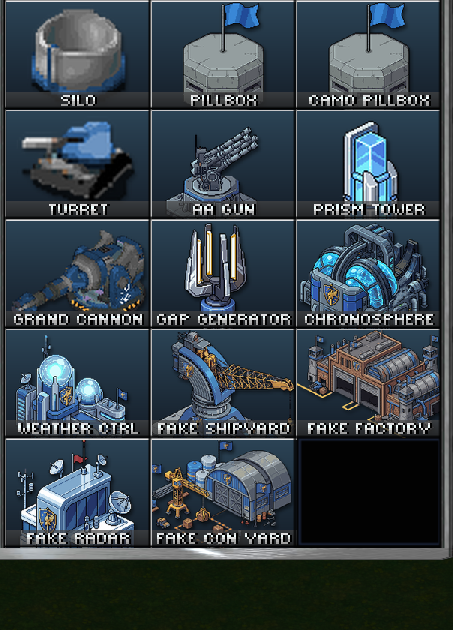 SILO
PILLBOX
CAMO PILLBOX
TURRET
AA GUN
PRISM TOWER
GRAND CANNON
GAP GENERATOR
CHRONOSPHERE
WEATHER CTRL
FAKE SHIPYARD
FAKE FACTORY
FAKE RADAR
FAKE CON YARD